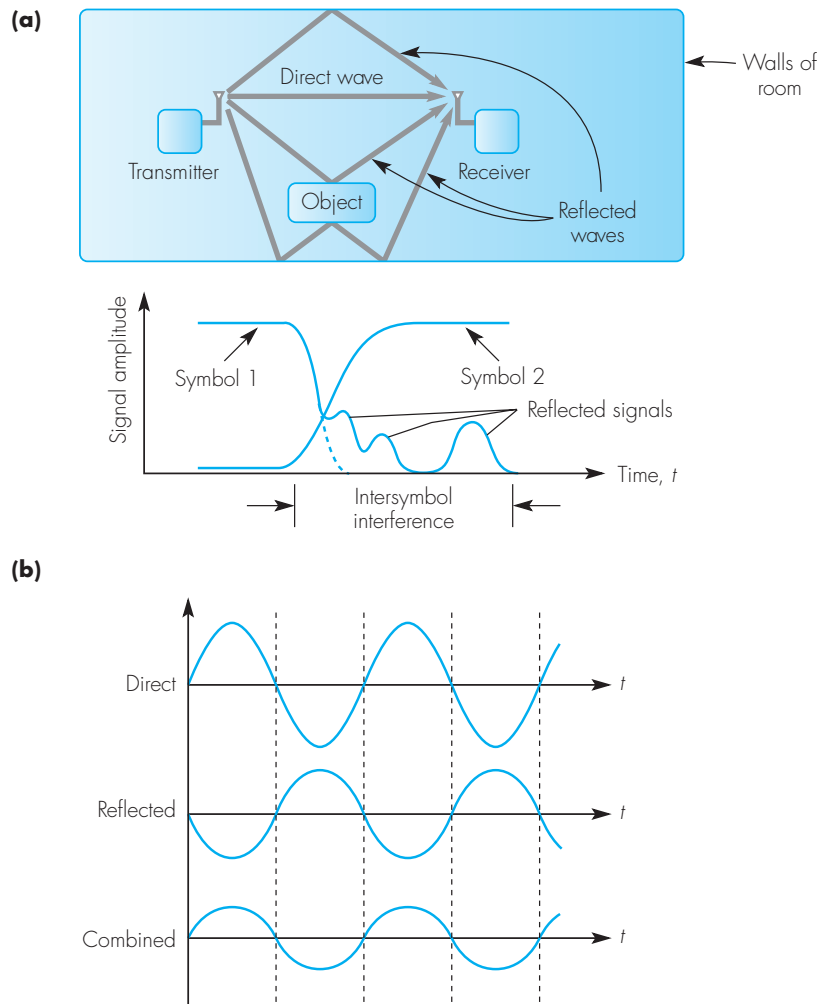 (a)
Direct wave
Walls of
room
Transmitter
Receiver
Object
Reflected
waves
Signal amplitude
Symbol 1
Symbol 2
Reflected signals
Time, t
Intersymbol
interference
(b)
Direct
t
Reflected
t
Combined
t